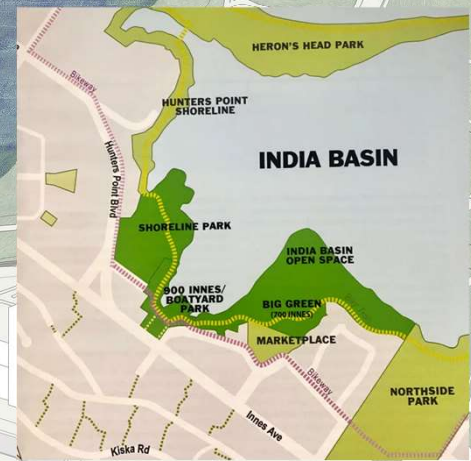 HERON'S HEAD PARK
Bikeway
HUNTERS POINT
SHORELINE
Hunters Point Blvd
INDIA BASIN
SHORELINE PARK
INDIA BASIN
OPEN SPACE
900 INNES/
BOATYARD
PARK
BIG GREEN
(700 INNES)
MARKETPLACE
Bikeway
NORTHSIDE
PARK
Innes Ave
Kiska Rd